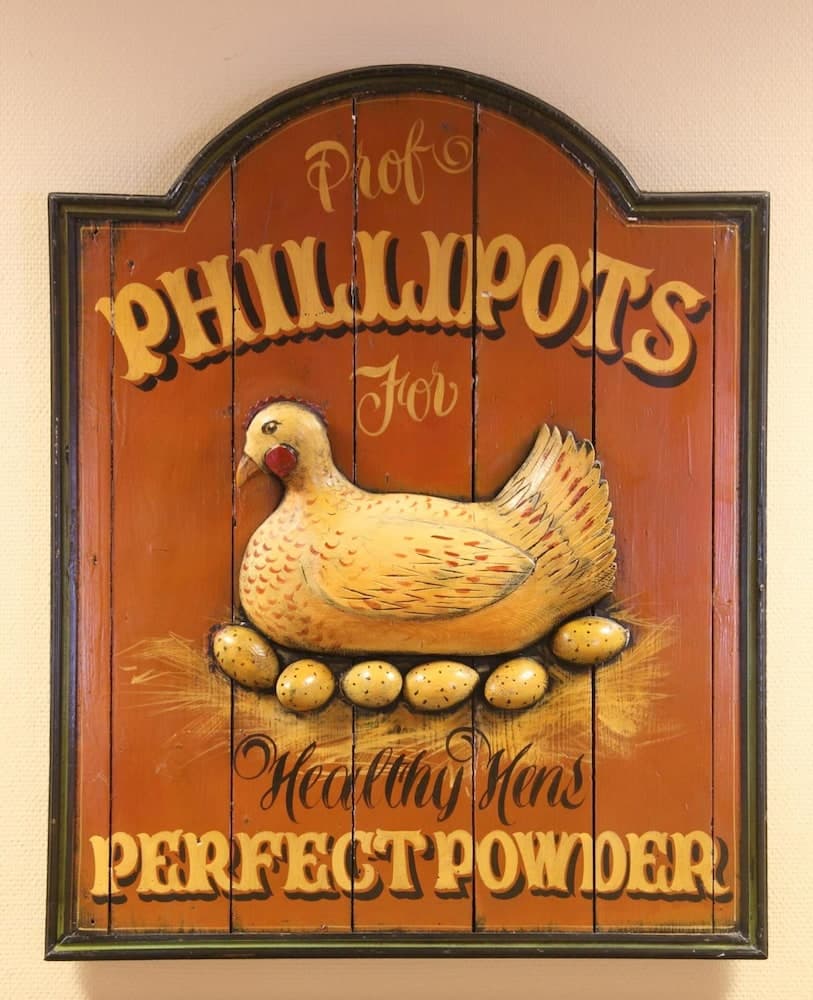 Prof
PHILLIPOTS
For
Healthy Hens
PERFECT POWDER